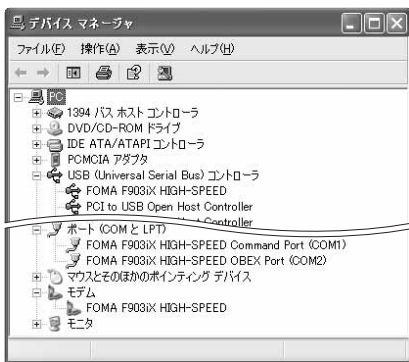 デバイス マネージャ
ファイル(F) 操作(A) 表示(V) ヘルプ(H)
PC
1394 バス ホスト コントローラ
DVD/CD-ROM ドライブ
IDE ATA/ATAPI コントローラ
PCMCIA アダプタ
USB (Universal Serial Bus) コントローラ
FOMA F903iX HIGH-SPEED
PCI to USB Open Host Controller
Host Controller
ポート (COM と LPT)
FOMA F903iX HIGH-SPEED Command Port (COM1)
FOMA F903iX HIGH-SPEED OBEX Port (COM2)
マウスとそのほかのポインティング デバイス
モデム
FOMA F903iX HIGH-SPEED
モニタ